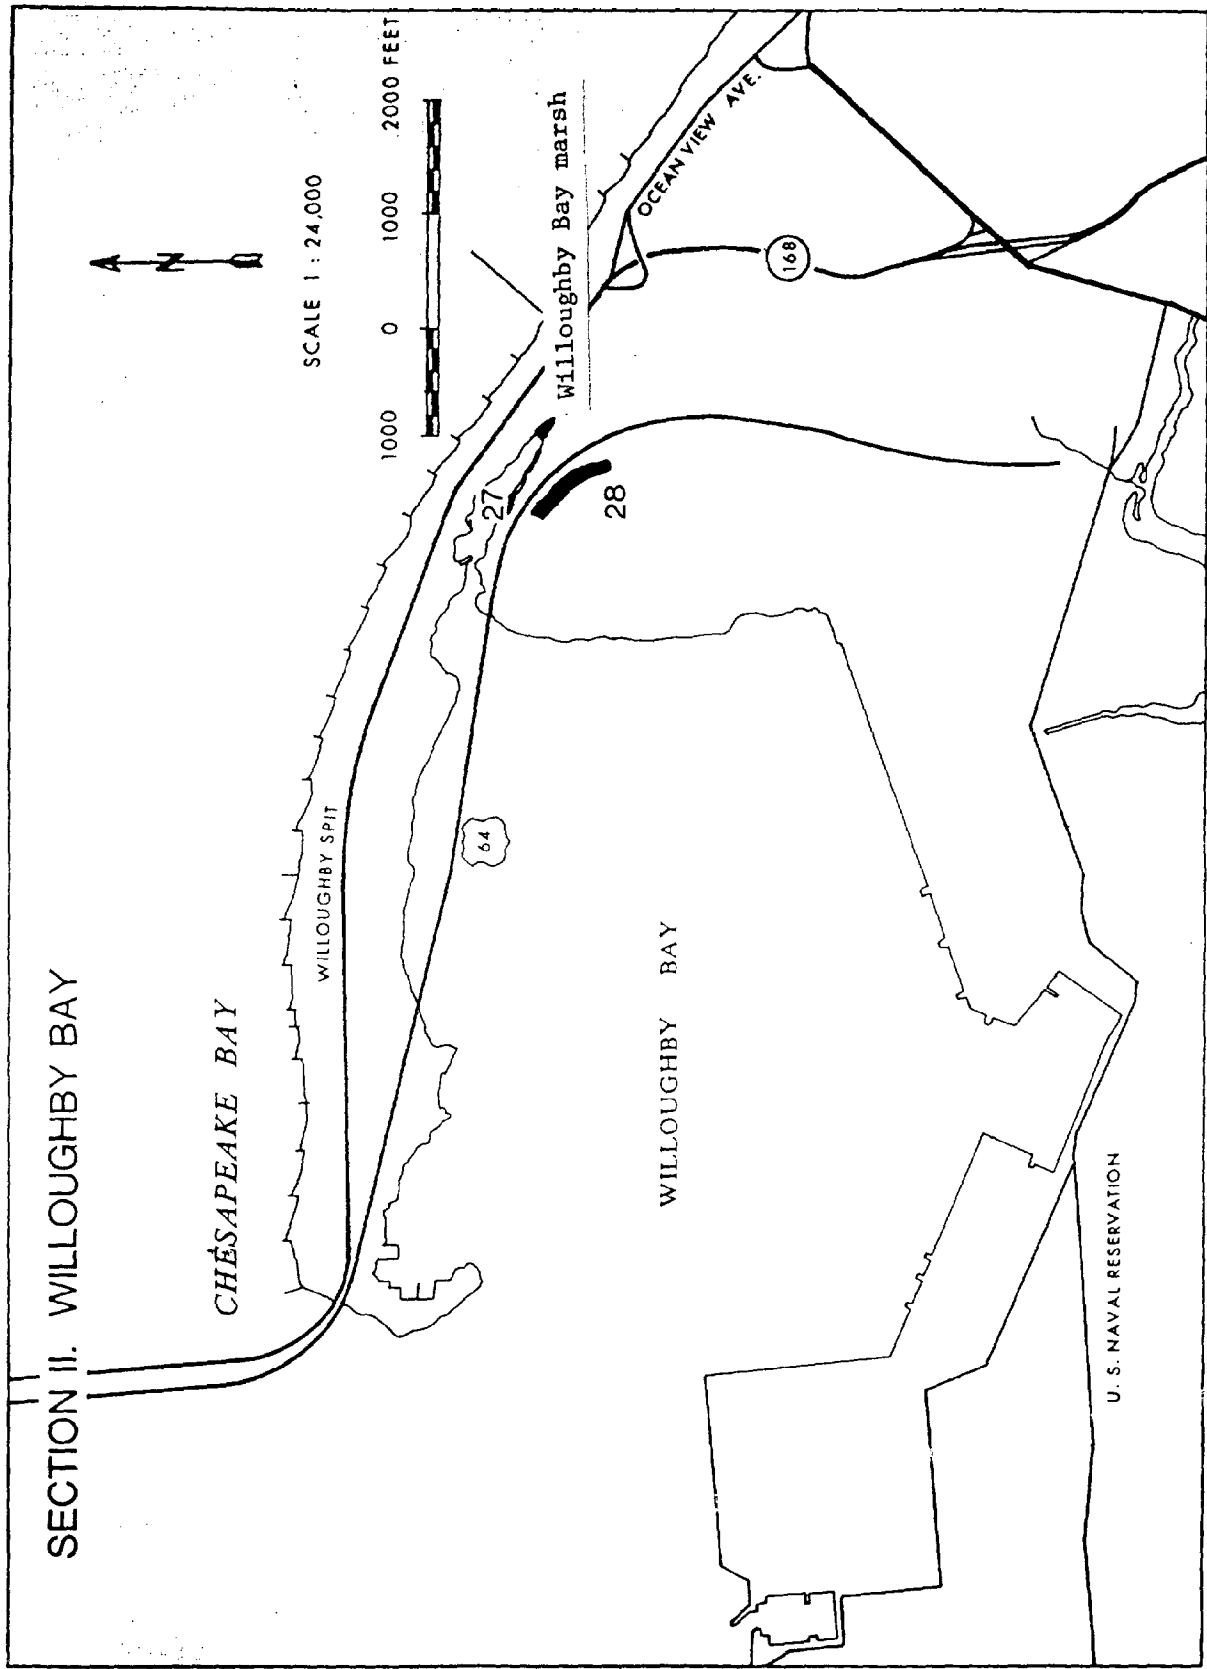 SECTION II. WILLOUGHBY BAY
CHESAPEAKE BAY
N
SCALE 1 : 24,000
1000 0 1000 2000 FEET
WILLOUGHBY SPIT
Willoughby Bay marsh
27
28
64
OCEAN VIEW AVE.
168
WILLOUGHBY BAY
U. S. NAVAL RESERVATION